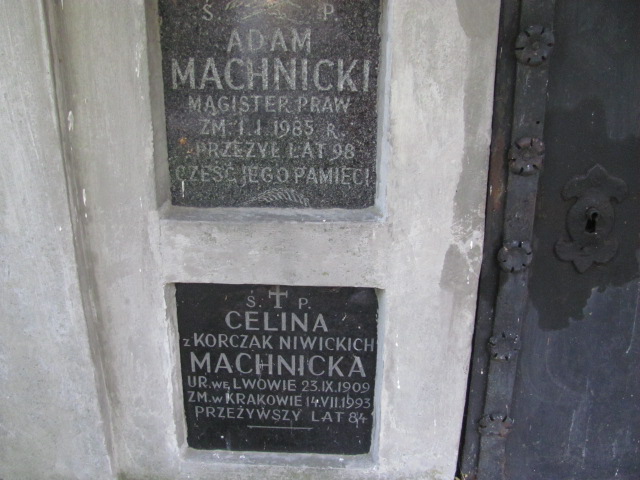 Ś. P.
ADAM
MACHNICKI
MAGISTER PRAW
ZM. 1.I.1985 R.
PRZEŻYŁ LAT 98
CZEŚĆ JEGO PAMIĘCI
Ś. P.
CELINA
z KORCZAK NIWICKICH
MACHNICKA
UR. WE LWOWIE 23.IX.1909
ZM. W KRAKOWIE 14.VII.1993
PRZEŻYWSZY LAT 84